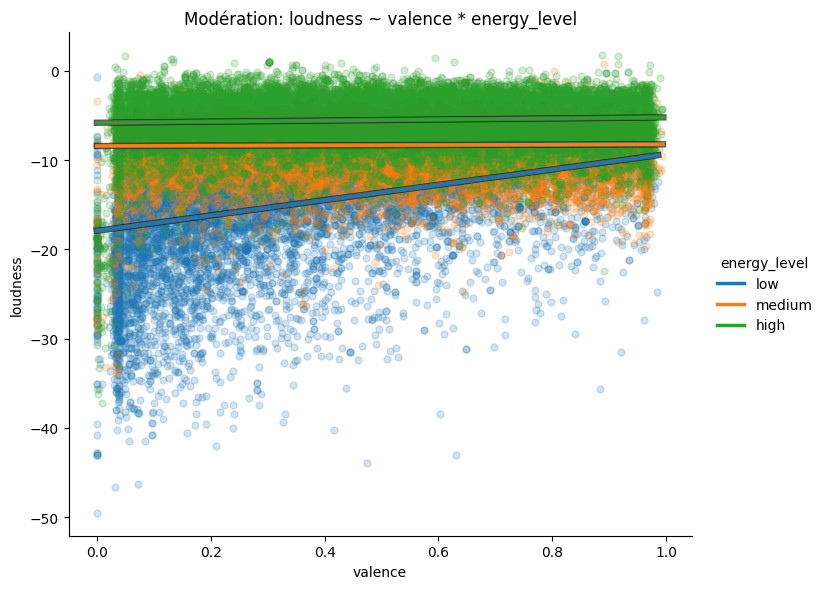 Modération: loudness ~ valence * energy_level
loudness
0
−10
−20
−30
−40
−50
0.0
0.2
0.4
0.6
0.8
1.0
valence
energy_level
low
medium
high